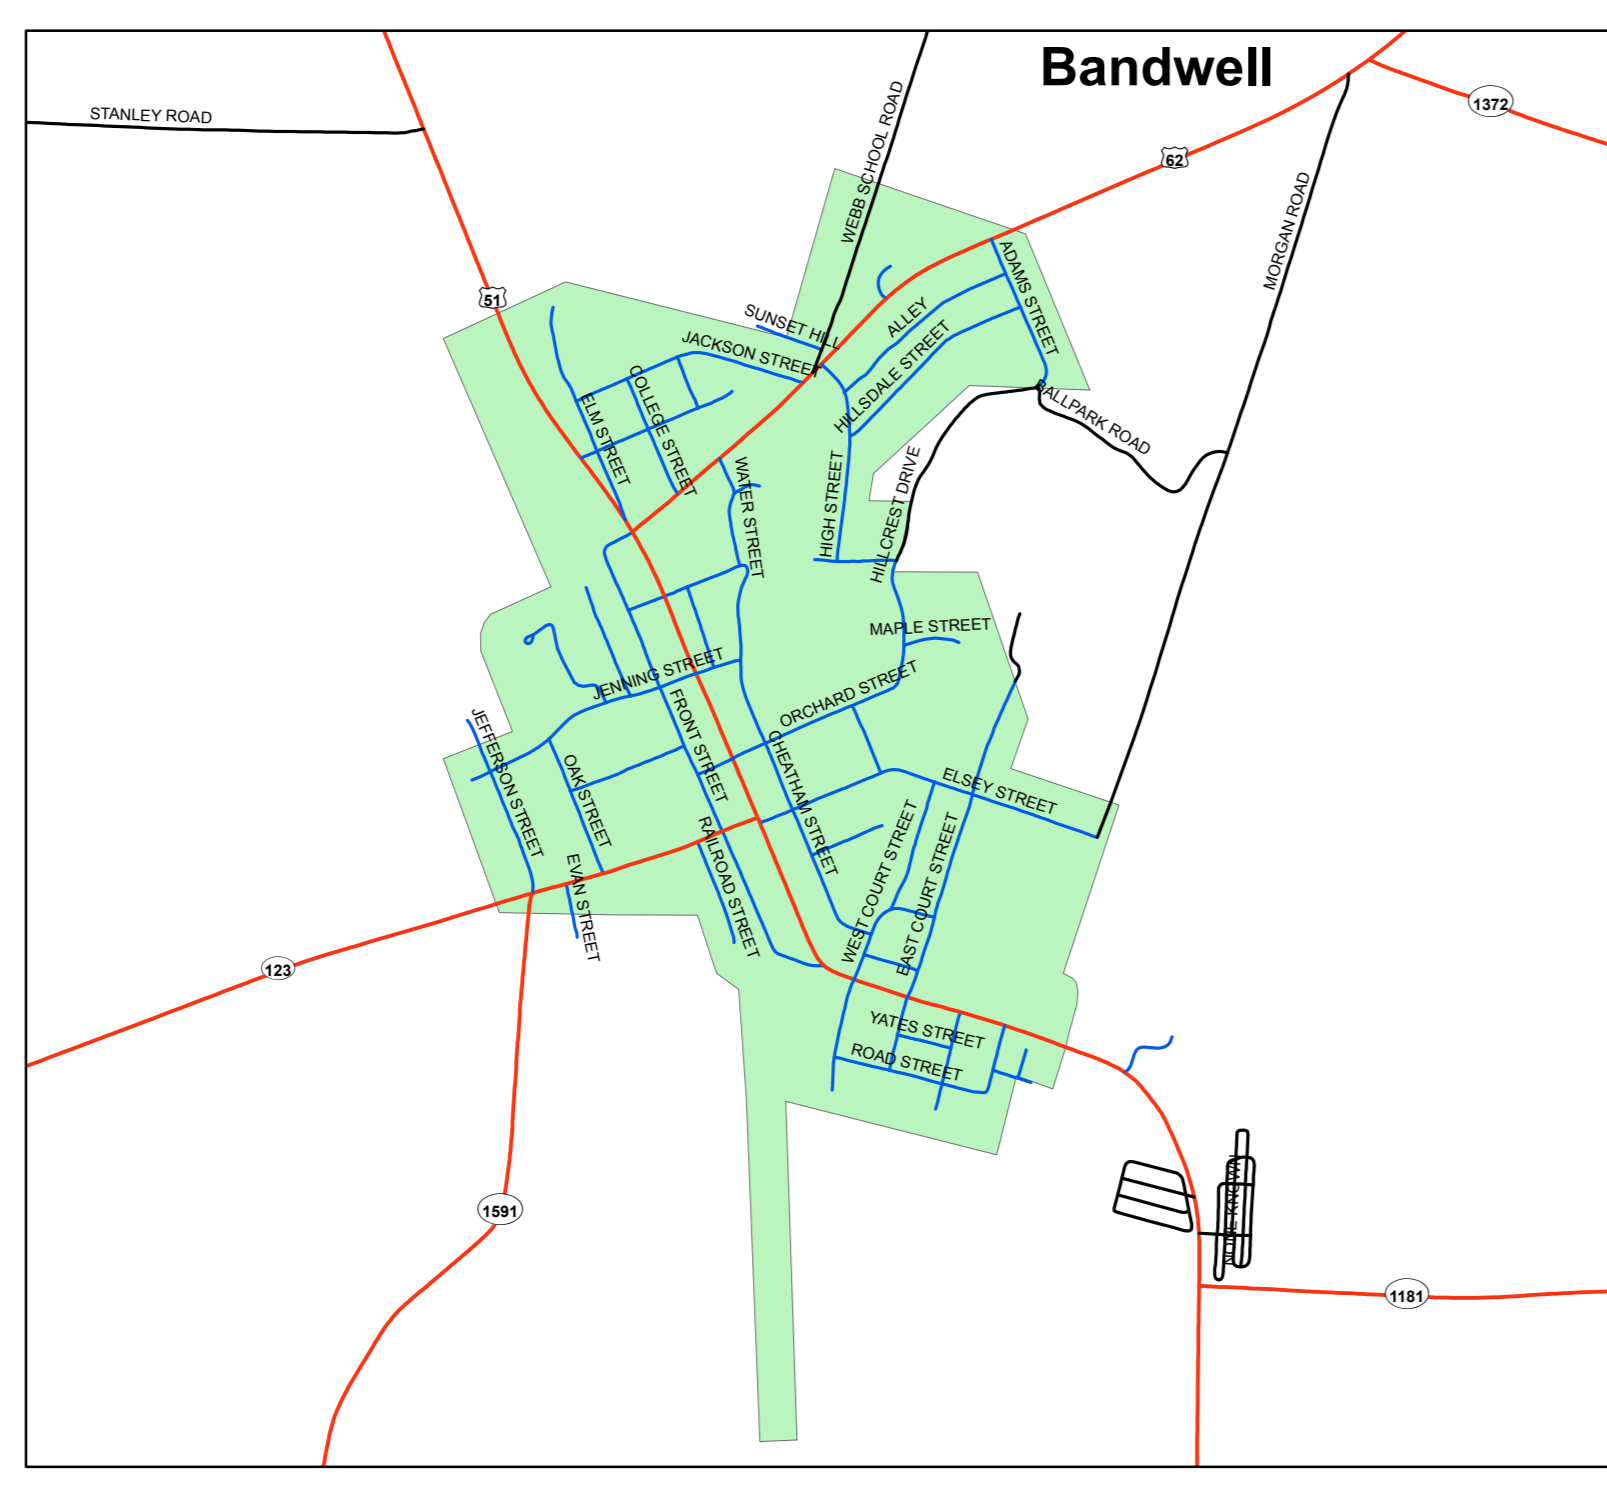 Bandwell
STANLEY ROAD
WEBB SCHOOL ROAD
1372
62
MORGAN ROAD
51
ADAMS STREET
SUNSET HILL
ALLEY
JACKSON STREET
HILLSDALE STREET
COLLEGE STREET
ELM STREET
BALLPARK ROAD
WATER STREET
HIGH STREET
HILLCREST DRIVE
MAPLE STREET
JENNING STREET
ORCHARD STREET
FRONT STREET
JEFFERSON STREET
CHEATHAM STREET
OAK STREET
ELSEY STREET
RAILROAD STREET
WEST COURT STREET
EAST COURT STREET
EVAN STREET
123
YATES STREET
ROAD STREET
1591
NONE KNOWN
1181